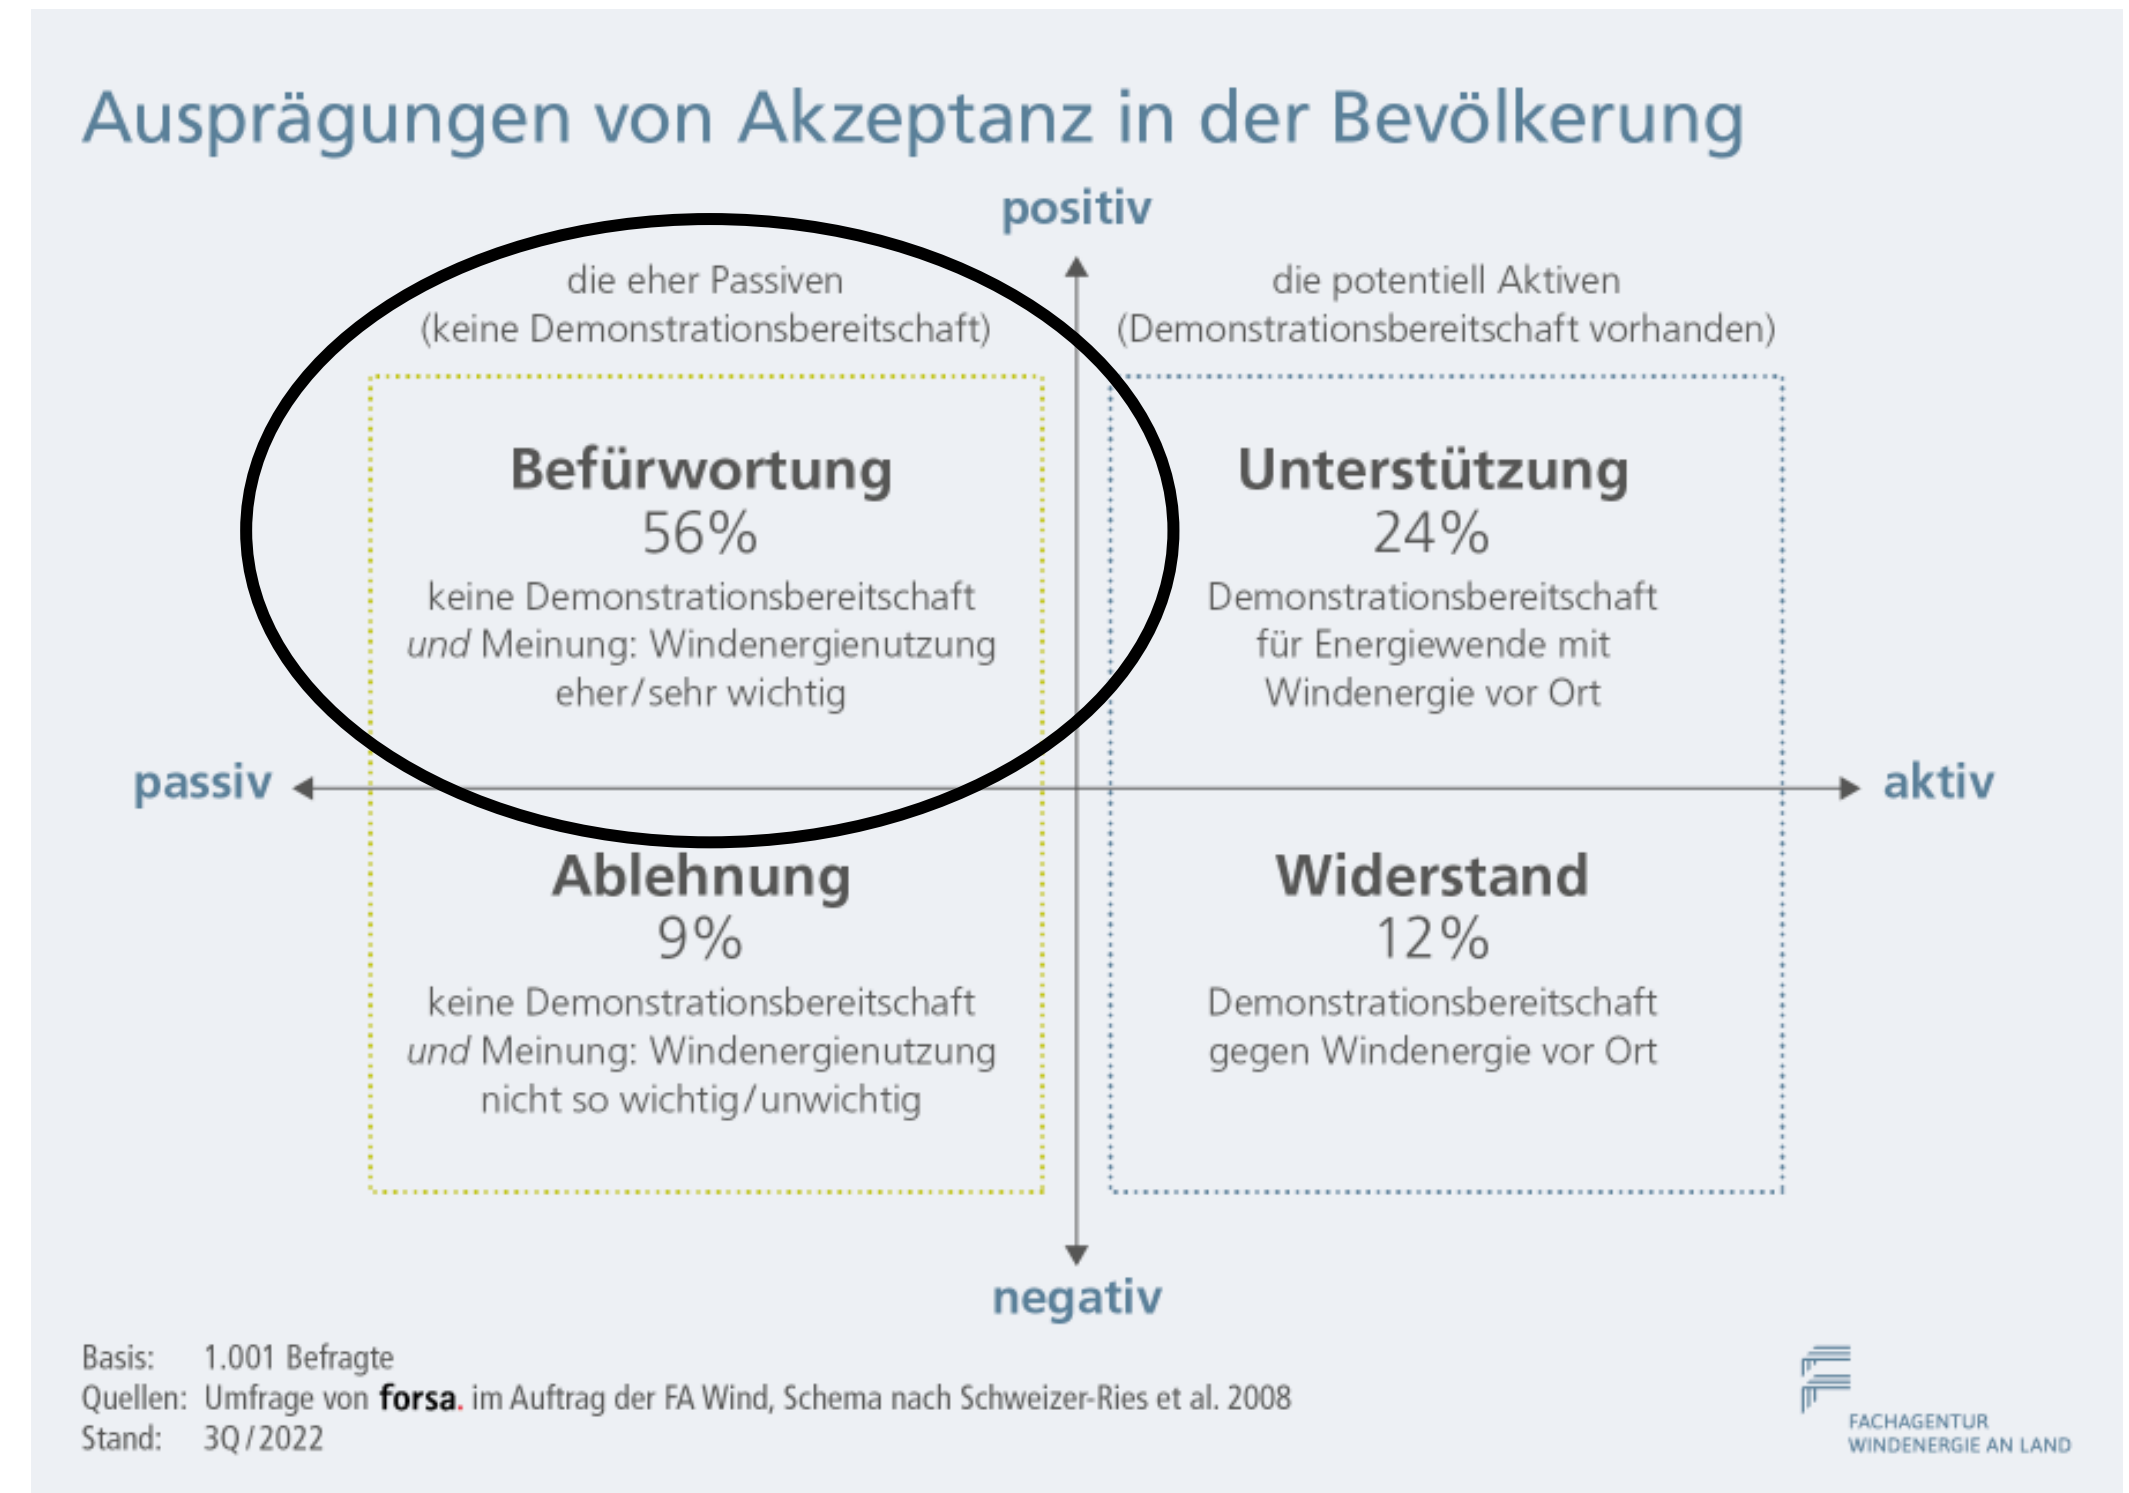 Ausprägungen von Akzeptanz in der Bevölkerung
positiv
die eher Passiven
(keine Demonstrationsbereitschaft)
die potentiell Aktiven
(Demonstrationsbereitschaft vorhanden)
Befürwortung
56%
keine Demonstrationsbereitschaft
und Meinung: Windenergienutzung
eher/sehr wichtig
Unterstützung
24%
Demonstrationsbereitschaft
für Energiewende mit
Windenergie vor Ort
passiv
aktiv
Ablehnung
9%
keine Demonstrationsbereitschaft
und Meinung: Windenergienutzung
nicht so wichtig/unwichtig
Widerstand
12%
Demonstrationsbereitschaft
gegen Windenergie vor Ort
negativ
Basis: 1.001 Befragte
Quellen: Umfrage von forsa. im Auftrag der FA Wind, Schema nach Schweizer-Ries et al. 2008
Stand: 3Q/2022
FACHAGENTUR
WINDENERGIE AN LAND